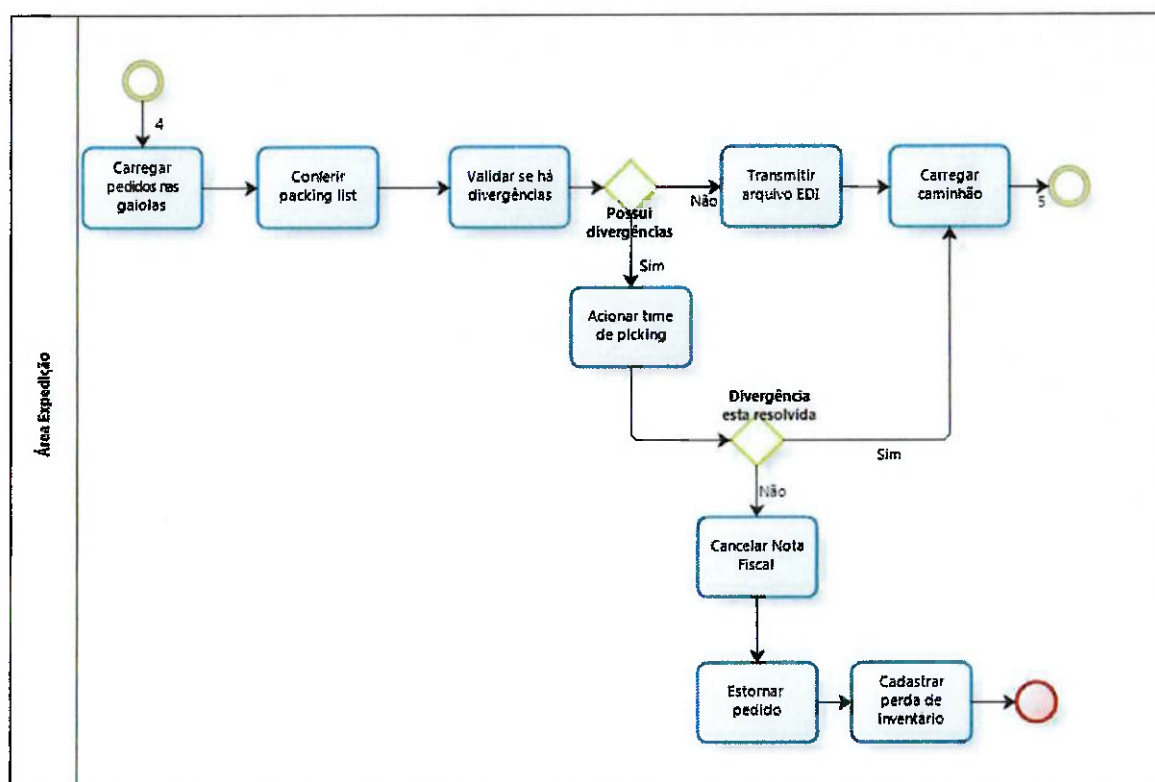 Área Expedição
4
Carregar
pedidos nas
gaiolas
Conferir
packing list
Validar se há
divergências
Possui
divergências
Não
Transmitir
arquivo EDI
Carregar
caminhão
5
Sim
Acionar time
de picking
Divergência
esta resolvida
Sim
Não
Cancelar Nota
Fiscal
Estornar
pedido
Cadastrar
perda de
inventário